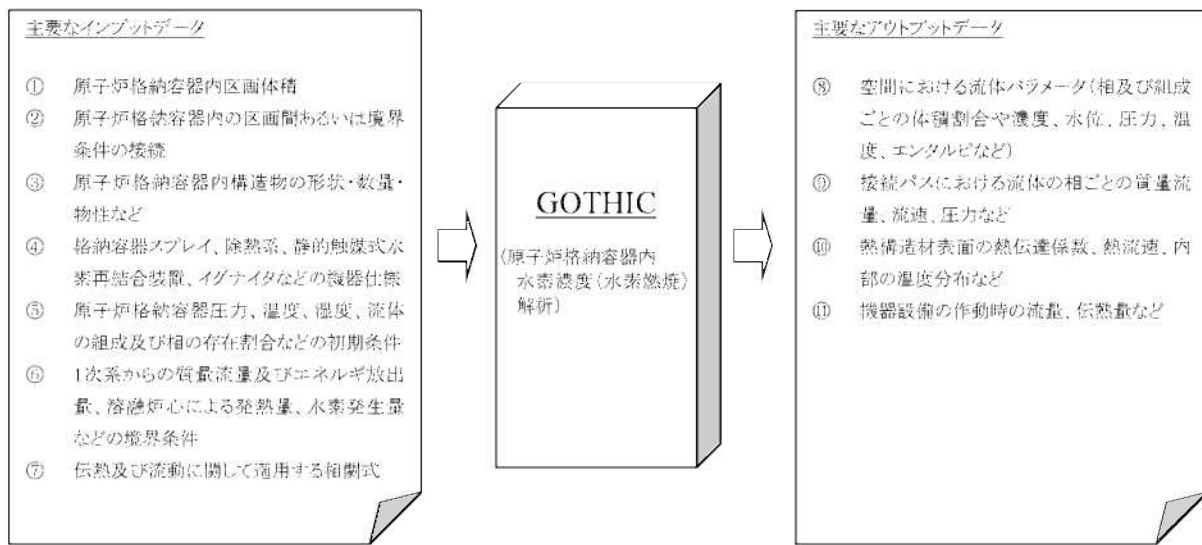 主要なインプットデータ
① 原子炉格納容器内区画体積
② 原子炉格納容器内の区画間あるいは境界
条件の接続
③ 原子炉格納容器内構造物の形状・数量・
物性など
④ 格納容器スプレイ、除熱系、静的触媒式水
素再結合装置、イグナイタなどの機器仕様
⑤ 原子炉格納容器圧力、温度、湿度、流体
の組成及び相の存在割合などの初期条件
⑥ 1次系からの質量流量及びエネルギ放出
量、溶融炉心による発熱量、水素発生量
などの境界条件
⑦ 伝熱及び流動に関して適用する相関式
GOTHIC
(原子炉格納容器内
水素濃度(水素燃焼)
解析)
主要なアウトプットデータ
⑧ 空間における流体パラメータ(相及び組成
ごとの体積割合や濃度、水位、圧力、温
度、エンタルピなど)
⑨ 接続パスにおける流体の相ごとの質量流
量、流速、圧力など
⑩ 熱構造材表面の熱伝達係数、熱流速、内
部の温度分布など
⑪ 機器設備の作動時の流量、伝熱量など